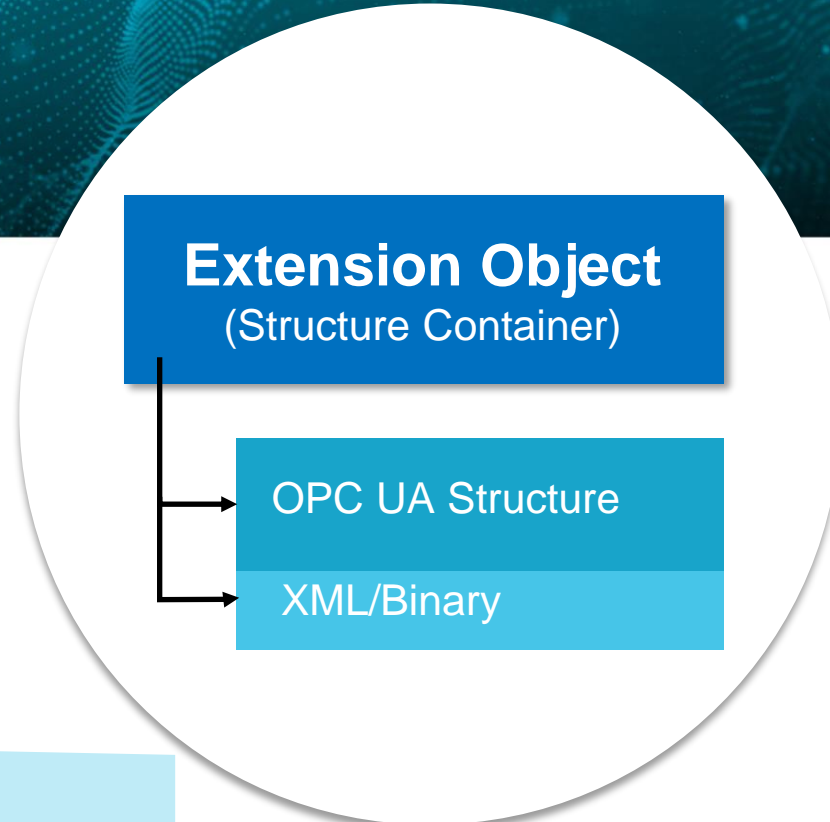 Extension Object
(Structure Container)
OPC UA Structure
XML/Binary